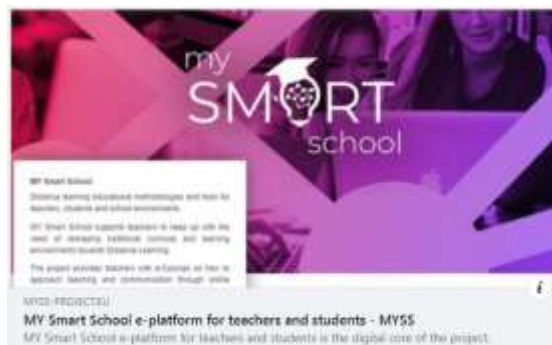 my
SMART
school
MY Smart School
Distance learning educational methodologies and tools for
teachers, students and school environments.
MY Smart School supports teachers to keep up with the
need of reshaping traditional curricula and learning
environments towards Distance Learning.
The project provides teachers with e-Courses on how to
approach teaching and communication through online
i
MYSS-PROJECT.EU
MY Smart School e-platform for teachers and students - MYSS
MY Smart School e-platform for teachers and students is the digital core of the project.